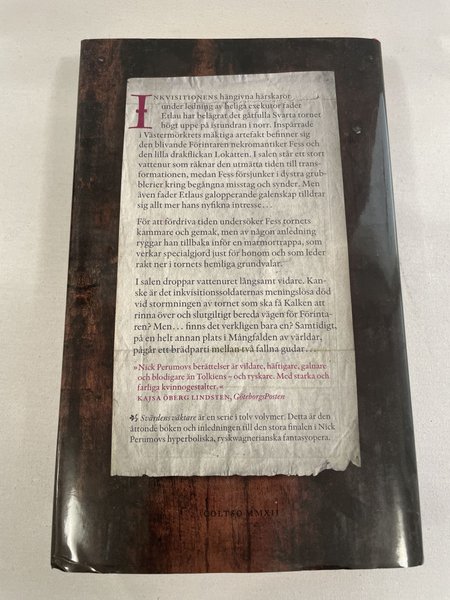 INKVISITIONENS hängivna härskaror
under ledning av heliga exekutor fader
Etlau har belägrat det gåtfulla Svarta tornet
högt uppe på istundran i norr. Inspärrade
i Västermörkrets mäktiga artefakt befinner sig
den blivande Förintaren nekromantiker Fess och
den lilla drakflickan Lokatten. I salen står ett stort
vattenur som räknar den utmätta tiden till trans-
formationen, medan Fess försjunker i dystra grub-
blerier kring begångna misstag och synder. Men
även fader Etlaus galopperande galenskap tilldrar
sig allt mer hans nyfikna intresse…
För att fördriva tiden undersöker Fess tornets
kammare och gemak, men av någon anledning
ryggar han tillbaka inför en marmortrappa, som
verkar specialgjord just för honom och som leder
rakt ner i tornets hemliga grundvalar.
I salen droppar vattenuret långsamt vidare. Kan-
ske är det inkvisitionssoldaternas meningslösa död
vid stormningen av tornet som ska få Kalken att
rinna över och slutgiltigt bereda vägen för Förinta-
ren? Men… finns det verkligen bara en? Samtidigt,
på en helt annan plats i Mångfalden av världar,
pågår ett brädparti mellan två fallna gudar…
»Nick Perumovs berättelser är vildare, häftigare, galnare
och blodigare än Tolkiens – och tyskare. Med starka och
farliga kvinnogestalter.«
KAJSA ÖBERG LINDSTEN, GöteborgsPosten
Svärdens väktare är en serie i tolv volymer. Detta är den
åttonde boken och inledningen till den stora finalen i Nick
Perumovs hyperboliska, ryskwagnerianska fantasyopera.
COLTSO MMXII